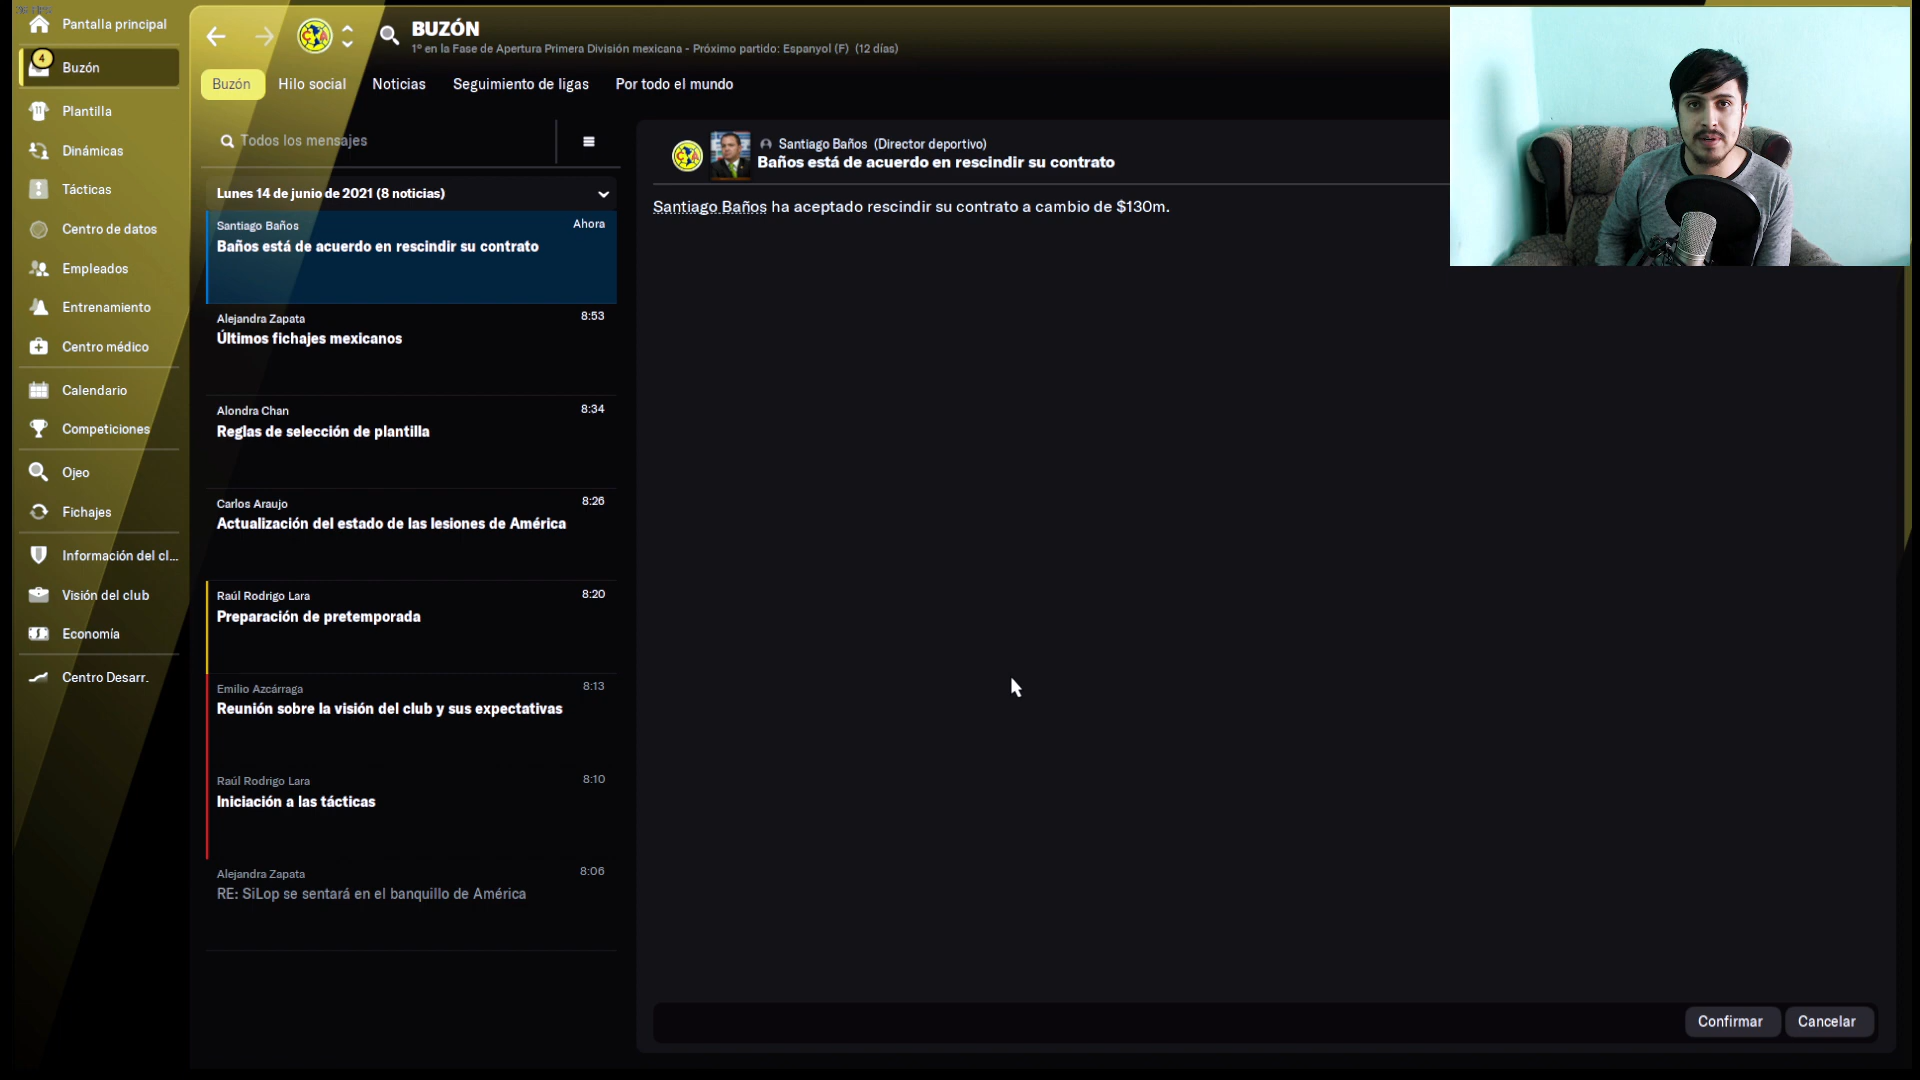 Pantalla principal
4
Buzón
Plantilla
Dinámicas
Tácticas
Centro de datos
Empleados
Entrenamiento
Centro médico
Calendario
Competiciones
Ojeo
Fichajes
Información del cl...
Visión del club
Economía
Centro Desarr.
BUZÓN
1º en la Fase de Apertura Primera División mexicana - Próximo partido: Espanyol (F) (12 días)
Buzón Hilo social Noticias Seguimiento de ligas Por todo el mundo
Todos los mensajes
Lunes 14 de junio de 2021 (8 noticias)
Santiago Baños Ahora
Baños está de acuerdo en rescindir su contrato
Alejandra Zapata 8:53
Últimos fichajes mexicanos
Alondra Chan 8:34
Reglas de selección de plantilla
Carlos Araujo 8:26
Actualización del estado de las lesiones de América
Raúl Rodrigo Lara 8:20
Preparación de pretemporada
Emilio Azcárraga 8:13
Reunión sobre la visión del club y sus expectativas
Raúl Rodrigo Lara 8:10
Iniciación a las tácticas
Alejandra Zapata 8:06
RE: SiLop se sentará en el banquillo de América
Santiago Baños (Director deportivo)
Baños está de acuerdo en rescindir su contrato
Santiago Baños ha aceptado rescindir su contrato a cambio de $130m.
Confirmar Cancelar